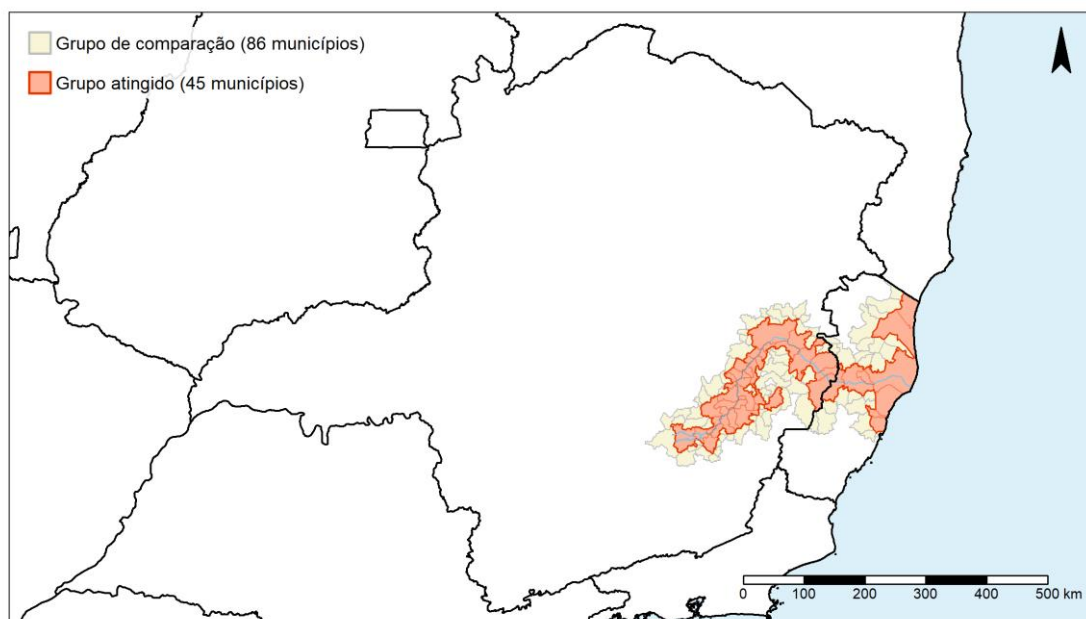 Grupo de comparação (86 municípios)
Grupo atingido (45 municípios)
0 100 200 300 400 500 km